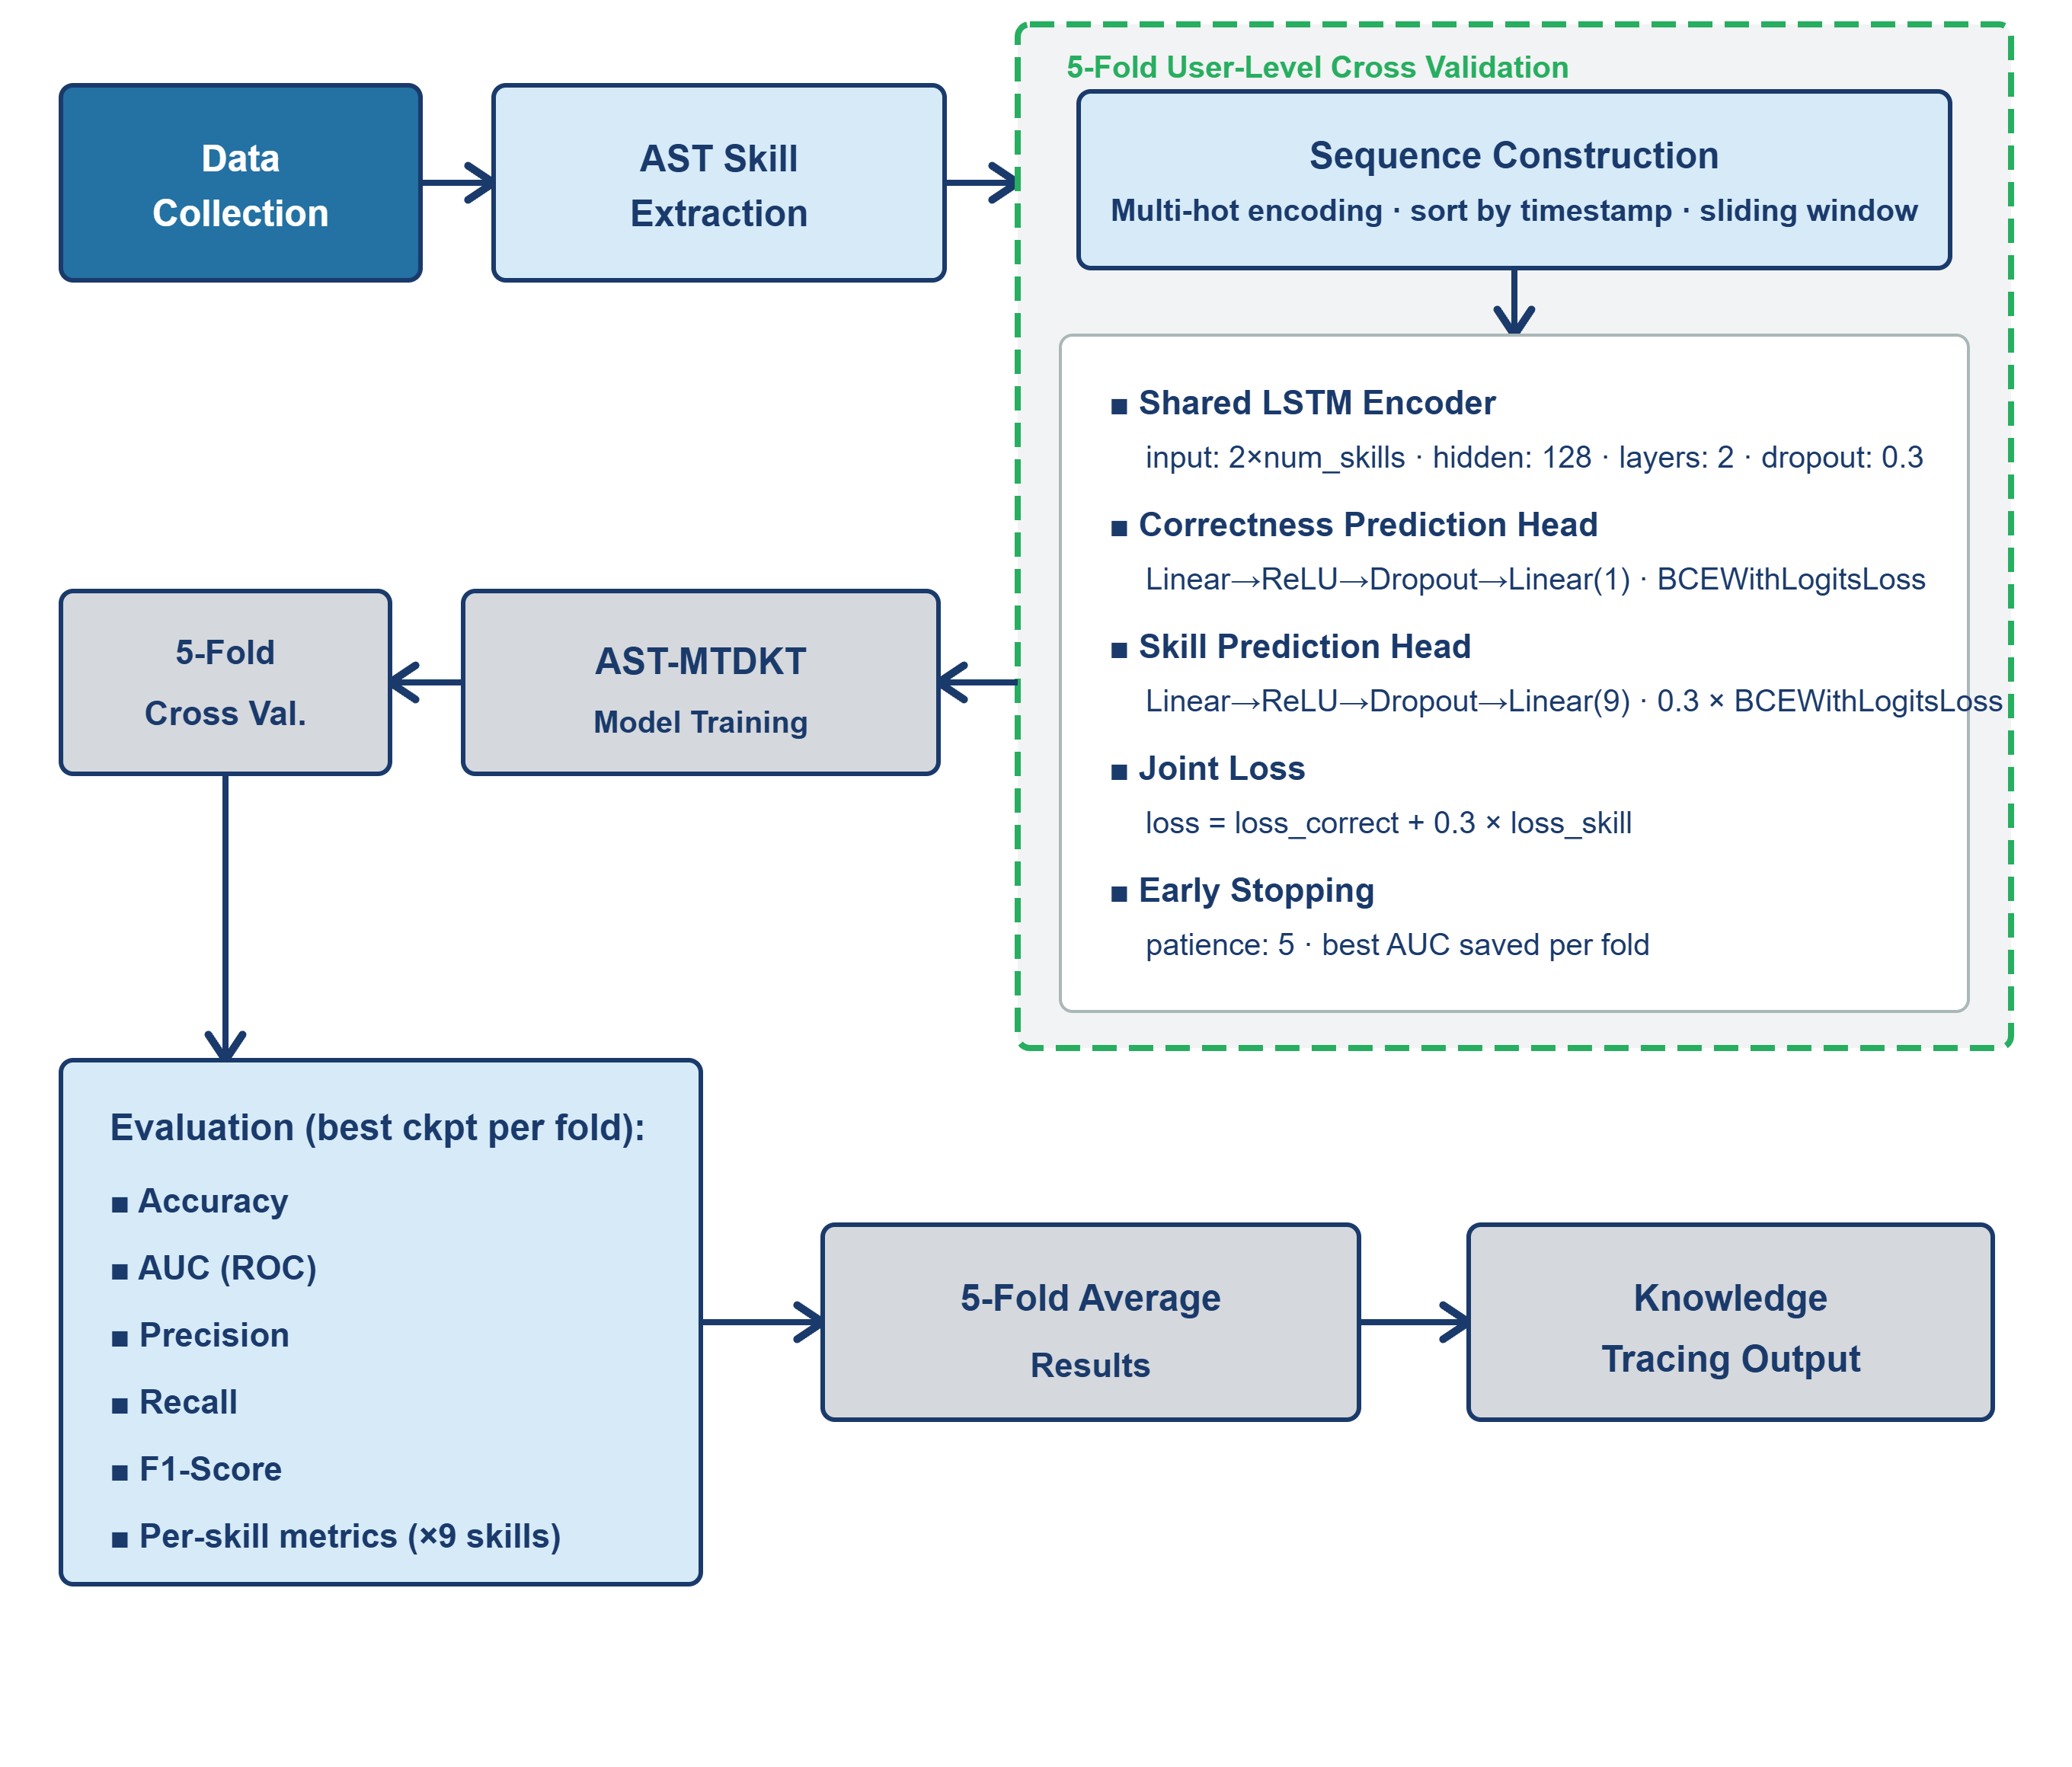 Data
Collection
AST Skill
Extraction
5-Fold User-Level Cross Validation
Sequence Construction
Multi-hot encoding · sort by timestamp · sliding window
■ Shared LSTM Encoder
input: 2×num_skills · hidden: 128 · layers: 2 · dropout: 0.3
■ Correctness Prediction Head
Linear→ReLU→Dropout→Linear(1) · BCEWithLogitsLoss
■ Skill Prediction Head
Linear→ReLU→Dropout→Linear(9) · 0.3 × BCEWithLogitsLoss
■ Joint Loss
loss = loss_correct + 0.3 × loss_skill
■ Early Stopping
patience: 5 · best AUC saved per fold
AST-MTDKT
Model Training
5-Fold
Cross Val.
Evaluation (best ckpt per fold):
■ Accuracy
■ AUC (ROC)
■ Precision
■ Recall
■ F1-Score
■ Per-skill metrics (×9 skills)
5-Fold Average
Results
Knowledge
Tracing Output